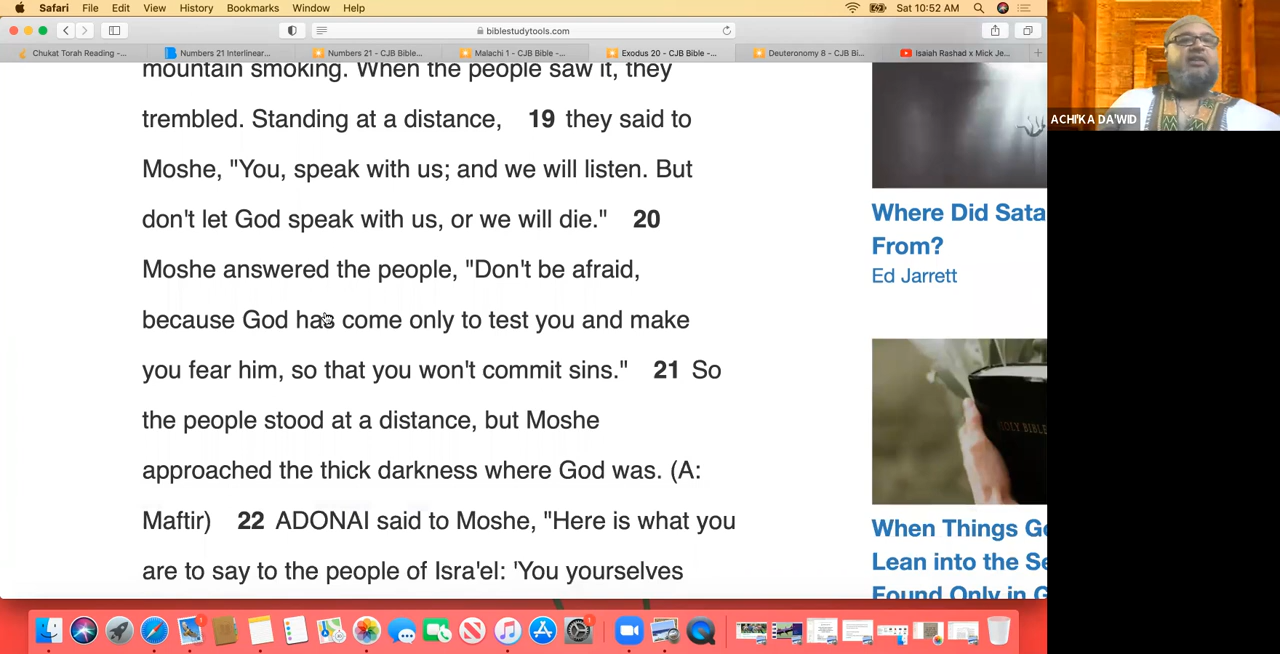 Safari File Edit View History Bookmarks Window Help Sat 10:52 AM
biblestudytools.com
Chukat Torah Reading -... Numbers 21 Interlinear... Numbers 21 - CJB Bible... Malachi 1 - CJB Bible -... Exodus 20 - CJB Bible -... Deuteronomy 8 - CJB Bi... Isaiah Rashad x Mick Je...
mountain smoking. When the people saw it, they
trembled. Standing at a distance, 19 they said to
Moshe, "You, speak with us; and we will listen. But
don't let God speak with us, or we will die." 20
Moshe answered the people, "Don't be afraid,
because God has come only to test you and make
you fear him, so that you won't commit sins." 21 So
the people stood at a distance, but Moshe
approached the thick darkness where God was. (A:
Maftir) 22 ADONAI said to Moshe, "Here is what you
are to say to the people of Isra'el: 'You yourselves
Where Did Sata
From?
Ed Jarrett
HOLY BIBLE
When Things Go
Lean into the Se
Found Only in G
ACHI'KA DA'WID